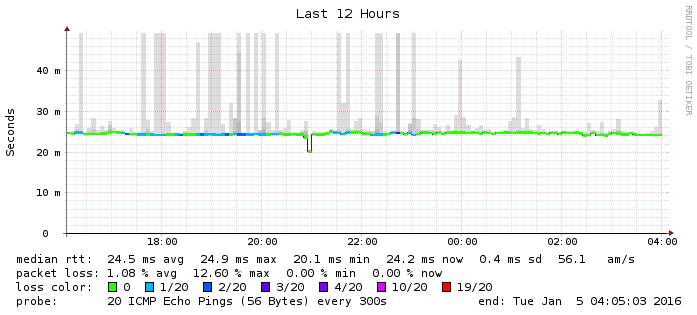 Last 12 Hours
RRDTOOL / TOBI OETIKER
Seconds
40 m
30 m
20 m
10 m
0
18:00 20:00 22:00 00:00 02:00 04:00
median rtt: 24.5 ms avg 24.9 ms max 20.1 ms min 24.2 ms now 0.4 ms sd 56.1 am/s
packet loss: 1.08 % avg 12.60 % max 0.00 % min 0.00 % now
loss color: 0 1/20 2/20 3/20 4/20 10/20 19/20
probe: 20 ICMP Echo Pings (56 Bytes) every 300s end: Tue Jan 5 04:05:03 2016